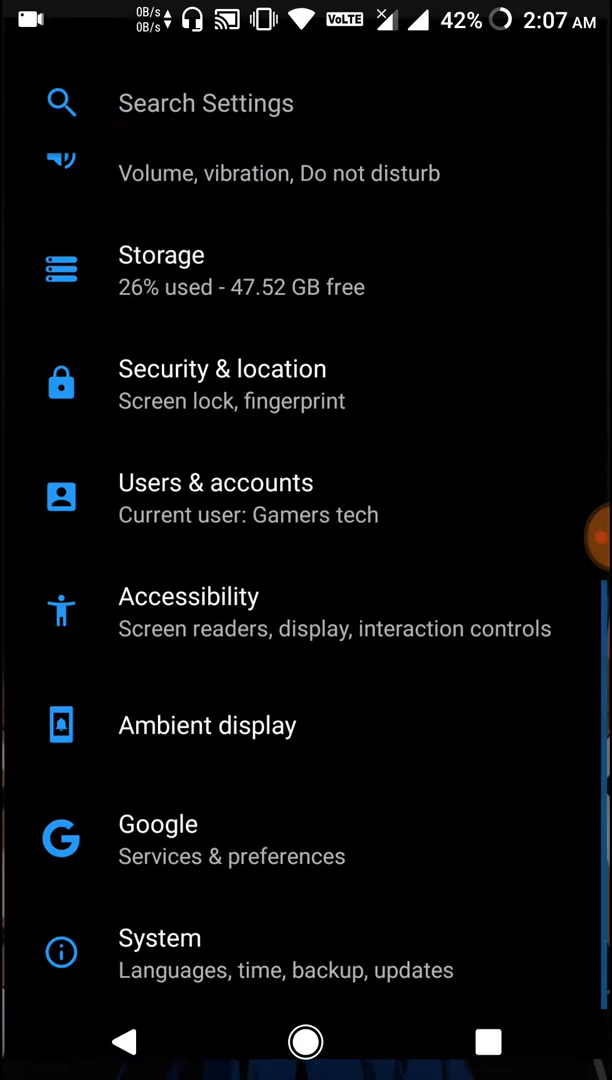 0B/s
0B/s
VoLTE 42% 2:07 AM
Search Settings
Volume, vibration, Do not disturb
Storage
26% used - 47.52 GB free
Security & location
Screen lock, fingerprint
Users & accounts
Current user: Gamers tech
Accessibility
Screen readers, display, interaction controls
Ambient display
Google
Services & preferences
System
Languages, time, backup, updates